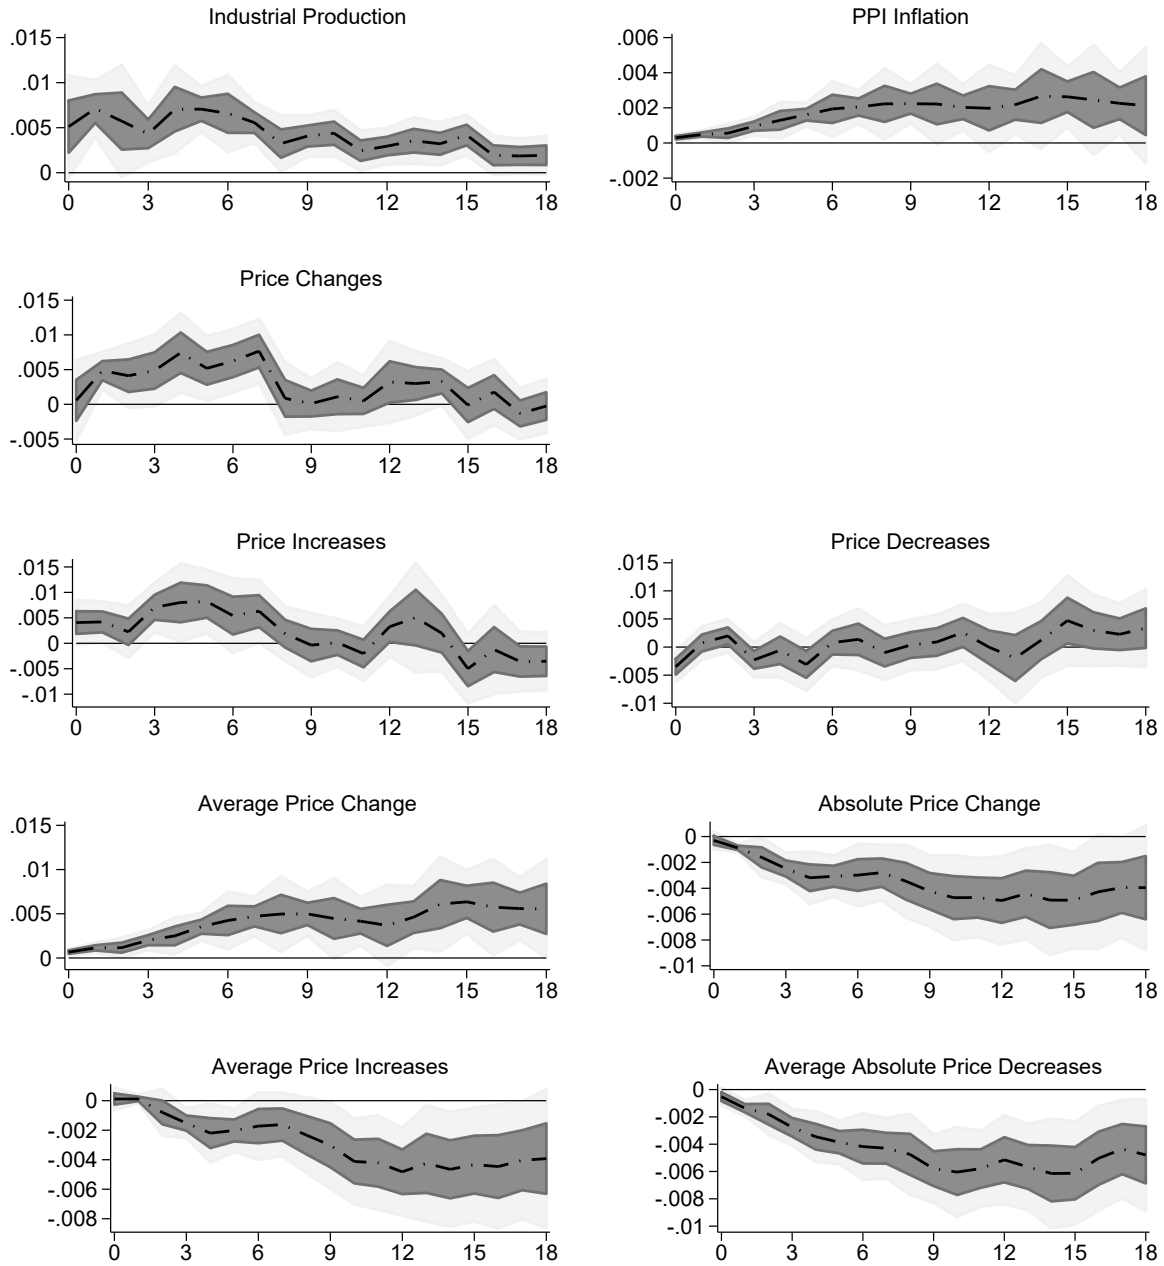 Industrial Production
.015
.01
.005
0
0 3 6 9 12 15 18
PPI Inflation
.006
.004
.002
0
-.002
0 3 6 9 12 15 18
Price Changes
.015
.01
.005
0
-.005
0 3 6 9 12 15 18
Price Increases
.015
.01
.005
0
-.005
-.01
0 3 6 9 12 15 18
Price Decreases
.015
.01
.005
0
-.005
-.01
0 3 6 9 12 15 18
Average Price Change
.015
.01
.005
0
0 3 6 9 12 15 18
Absolute Price Change
0
-.002
-.004
-.006
-.008
-.01
0 3 6 9 12 15 18
Average Price Increases
0
-.002
-.004
-.006
-.008
0 3 6 9 12 15 18
Average Absolute Price Decreases
0
-.002
-.004
-.006
-.008
-.01
0 3 6 9 12 15 18